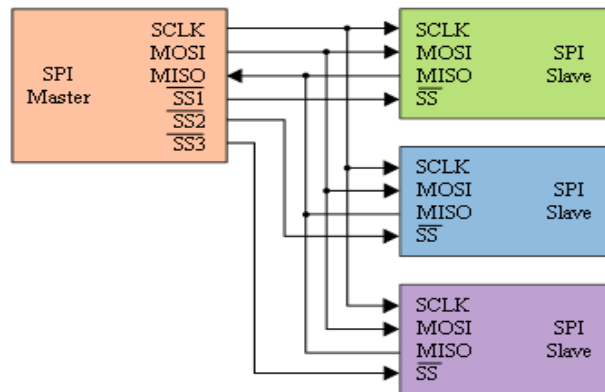 SPI
Master
SCLK
MOSI
MISO
SS1
SS2
SS3
SCLK
MOSI
MISO
SS
SPI
Slave
SCLK
MOSI
MISO
SS
SPI
Slave
SCLK
MOSI
MISO
SS
SPI
Slave